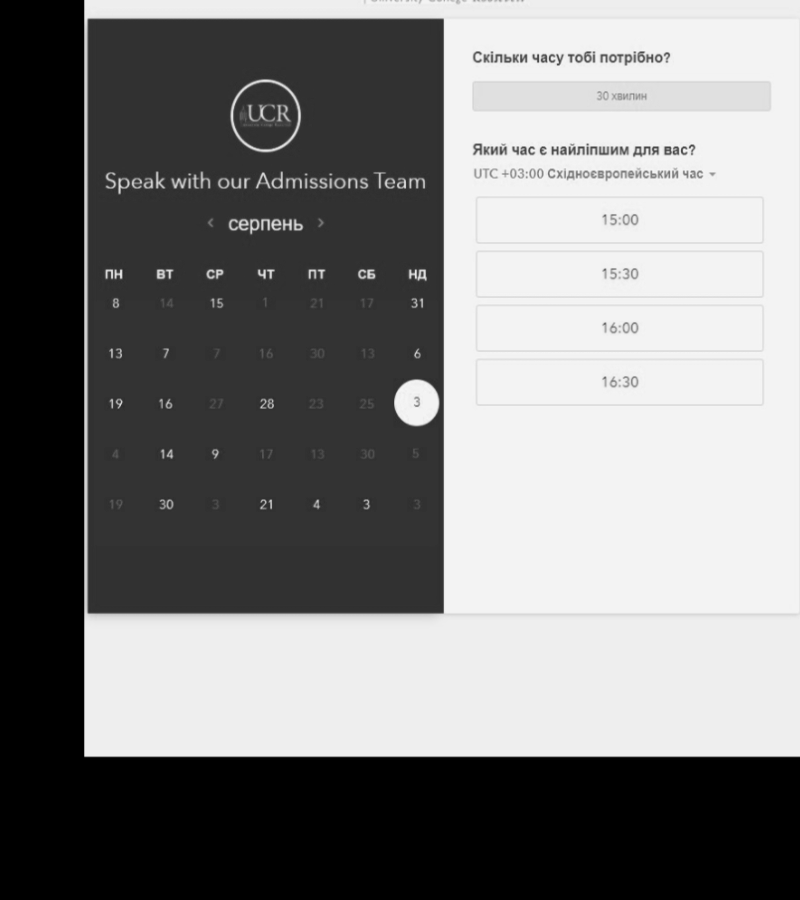 UCR
Speak with our Admissions Team
‹ серпень ›
ПН ВТ СР ЧТ ПТ СБ НД
8 14 15 1 21 17 31
13 7 7 16 30 13 6
19 16 27 28 23 25 3
4 14 9 17 13 30 5
19 30 3 21 4 3 3
Скільки часу тобі потрібно?
30 хвилин
Який час є найліпшим для вас?
UTC +03:00 Східноєвропейський час
15:00
15:30
16:00
16:30